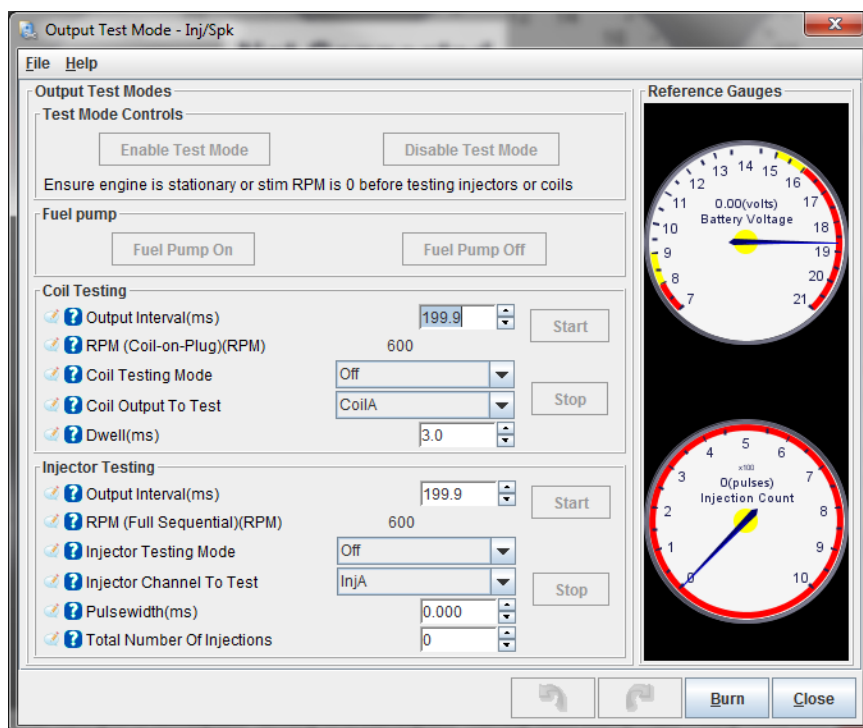 Output Test Mode - Inj/Spk
File Help
Output Test Modes
Test Mode Controls
Enable Test Mode Disable Test Mode
Ensure engine is stationary or stim RPM is 0 before testing injectors or coils
Fuel pump
Fuel Pump On Fuel Pump Off
Coil Testing
Output Interval(ms) 199.9 Start
RPM (Coil-on-Plug)(RPM) 600
Coil Testing Mode Off
Coil Output To Test CoilA Stop
Dwell(ms) 3.0
Injector Testing
Output Interval(ms) 199.9 Start
RPM (Full Sequential)(RPM) 600
Injector Testing Mode Off
Injector Channel To Test InjA Stop
Pulsewidth(ms) 0.000
Total Number Of Injections 0
Reference Gauges
7 8 9 10 11 12 13 14 15 16 17 18 19 20 21
0.00(volts)
Battery Voltage
0 1 2 3 4 5 6 7 8 9 10
x100
0(pulses)
Injection Count
Burn Close